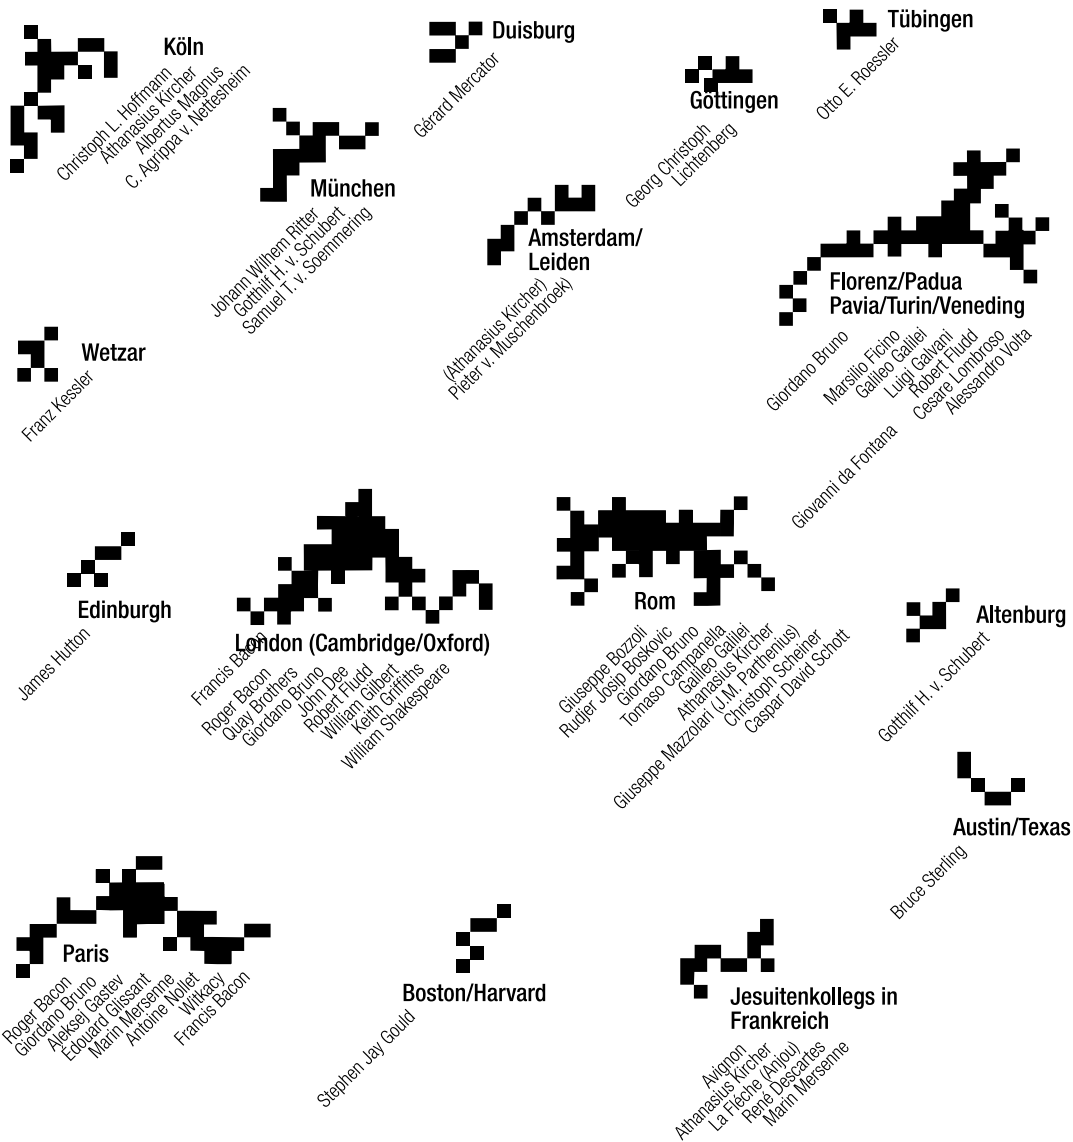 Köln
Christoph L. Hoffmann
Athanasius Kircher
Albertus Magnus
C. Agrippa v. Nettesheim
Duisburg
Gérard Mercator
Tübingen
Otto E. Roessler
Göttingen
Georg Christoph
Lichtenberg
München
Johann Wilhem Ritter
Gotthilf H. v. Schubert
Samuel T. v. Soemmering
Amsterdam/
Leiden
(Athanasius Kircher)
Pieter v. Muschenbroek)
Florenz/Padua
Pavia/Turin/Veneding
Giordano Bruno
Marsilio Ficino
Galileo Galilei
Luigi Galvani
Robert Fludd
Cesare Lombroso
Alessandro Volta
Giovanni da Fontana
Wetzar
Franz Kessler
Edinburgh
James Hutton
London (Cambridge/Oxford)
Francis Bacon
Roger Bacon
Quay Brothers
Giordano Bruno
John Dee
Robert Fludd
William Gilbert
Keith Griffiths
William Shakespeare
Rom
Giuseppe Bozzoli
Rudjer Josip Boskovic
Giordano Bruno
Tomaso Campanella
Galileo Galilei
Athanasius Kircher
Giuseppe Mazzolari (J.M. Parthenius)
Christoph Scheiner
Caspar David Schott
Altenburg
Gotthilf H. v. Schubert
Austin/Texas
Bruce Sterling
Paris
Roger Bacon
Giordano Bruno
Aleksej Gastev
Édouard Glissant
Marin Mersenne
Antoine Nollet
Witkacy
Francis Bacon
Boston/Harvard
Stephen Jay Gould
Jesuitenkollegs in
Frankreich
Avignon
Athanasius Kircher
La Fléche (Anjou)
René Descartes
Marin Mersenne